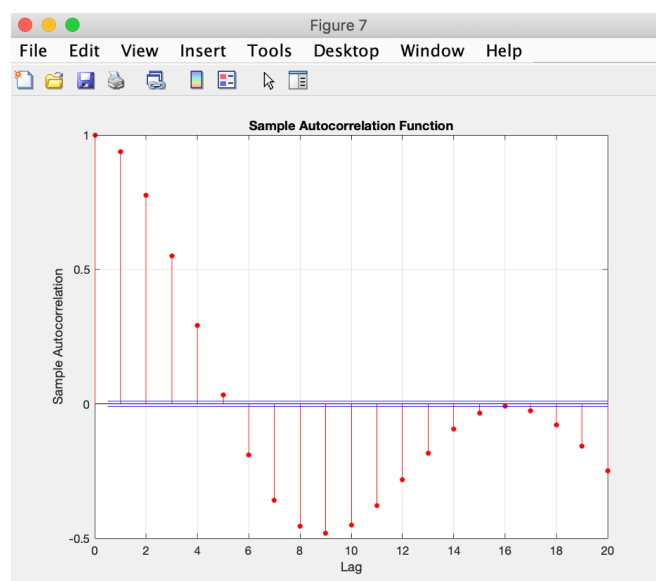 Figure 7
File Edit View Insert Tools Desktop Window Help
Sample Autocorrelation Function
1
0.5
0
-0.5
Sample Autocorrelation
0 2 4 6 8 10 12 14 16 18 20
Lag